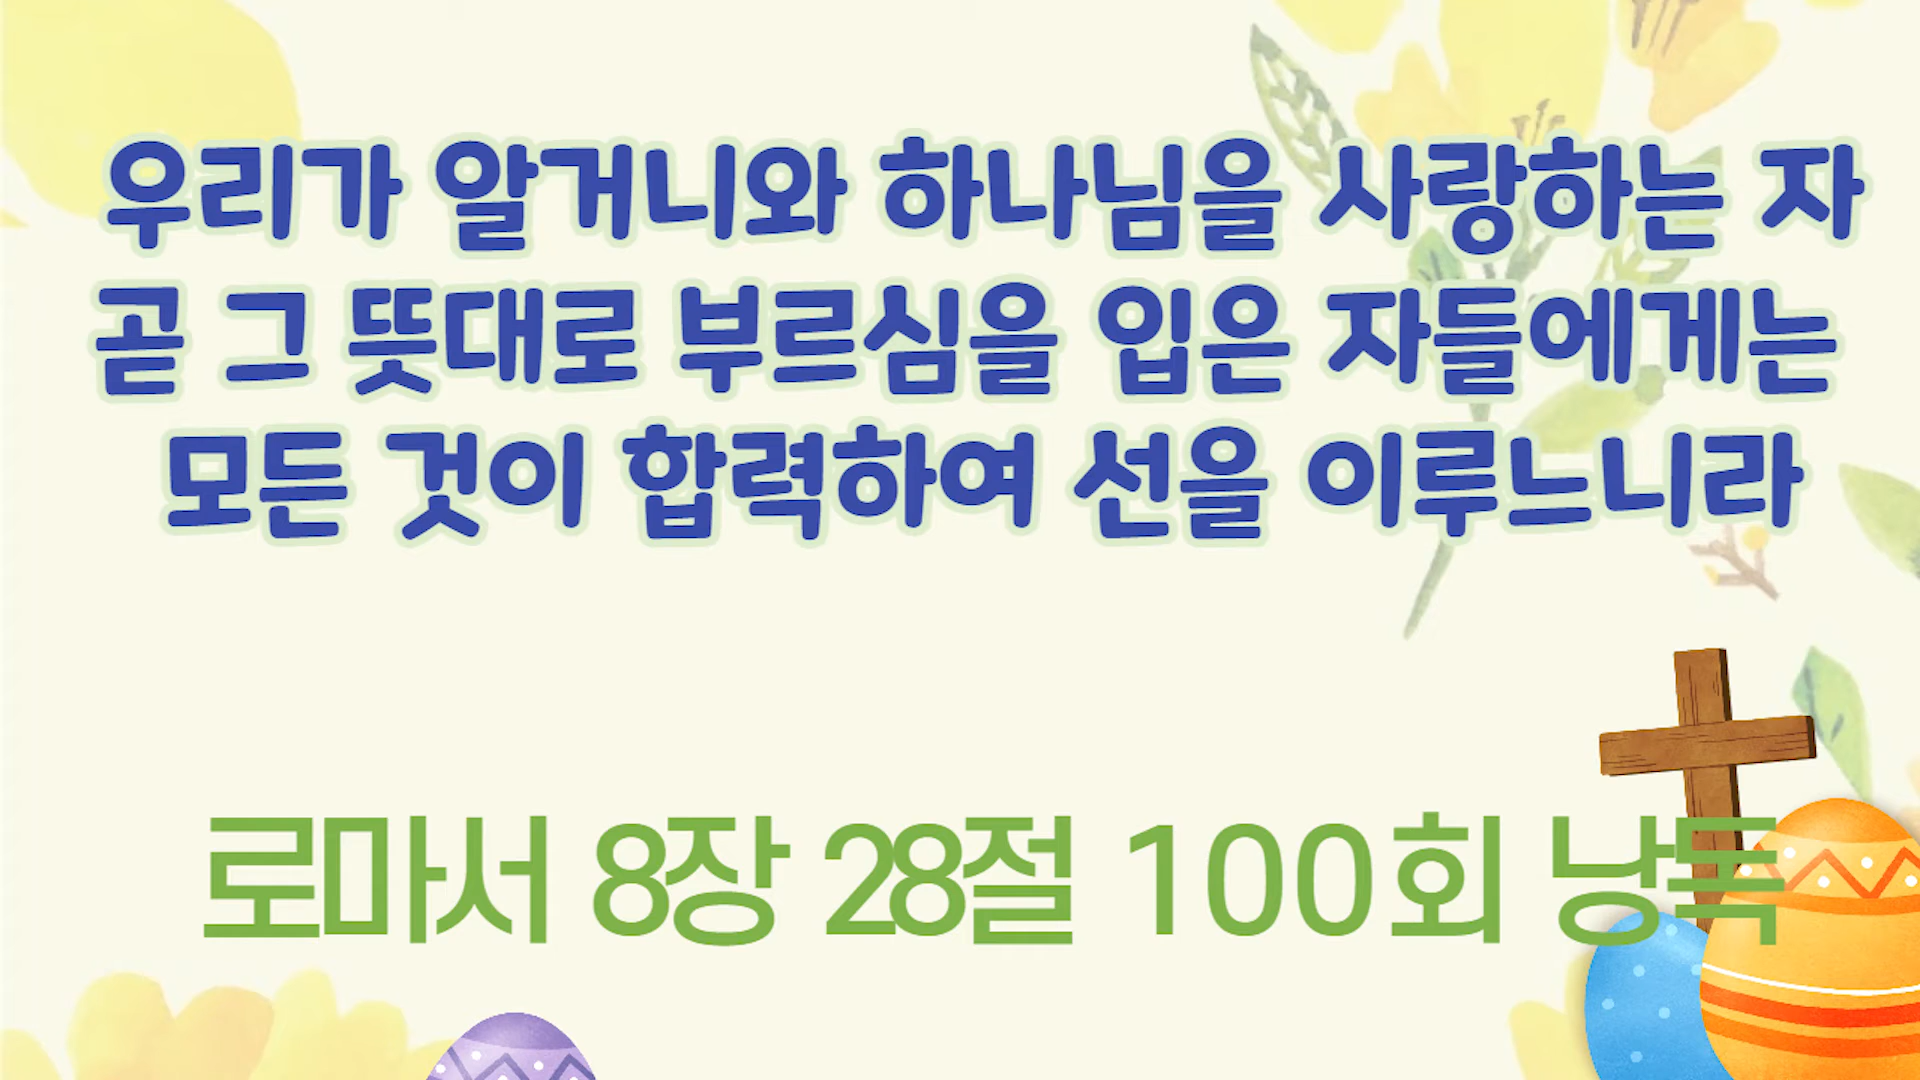 우리가 알거니와 하나님을 사랑하는 자
곧 그 뜻대로 부르심을 입은 자들에게는
모든 것이 합력하여 선을 이루느니라
로마서 8장 28절 100회 낭독